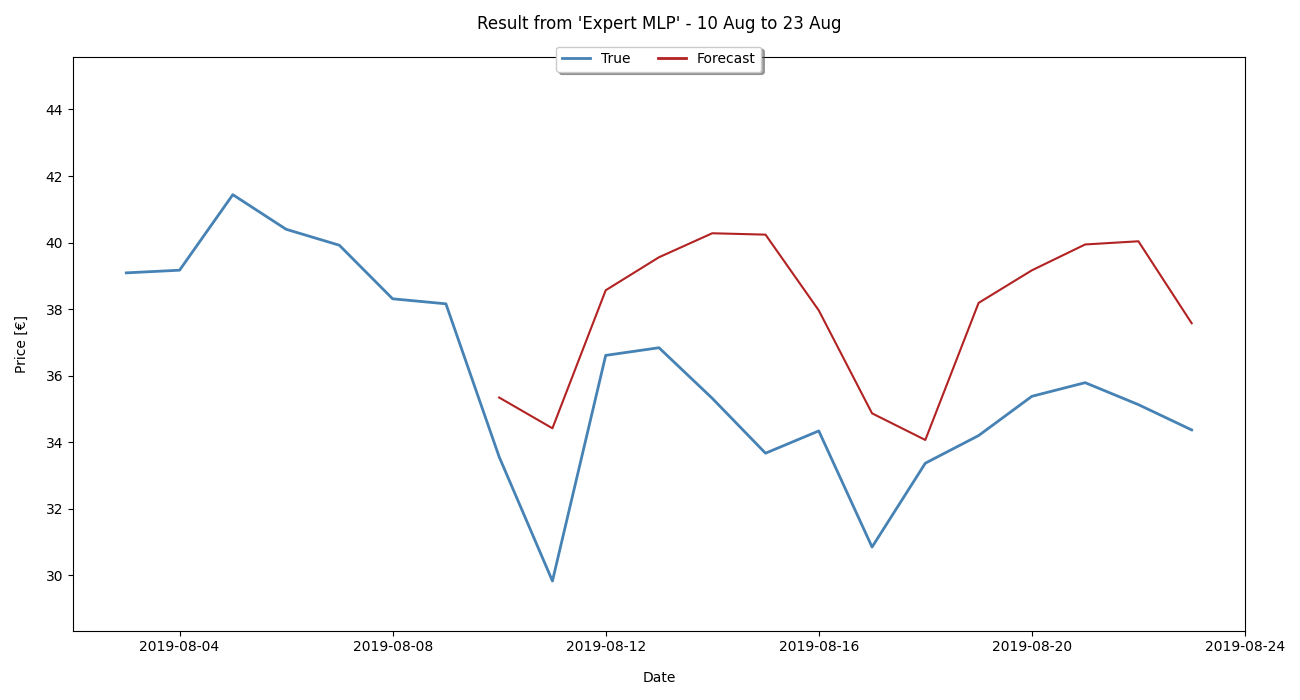 Result from 'Expert MLP' - 10 Aug to 23 Aug
True Forecast
44
42
40
38
36
34
32
30
Price [€]
2019-08-04 2019-08-08 2019-08-12 2019-08-16 2019-08-20 2019-08-24
Date